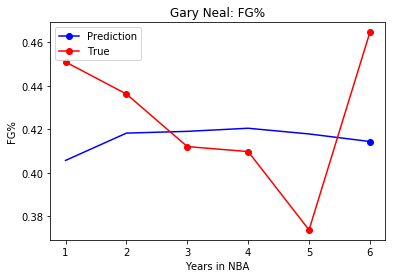 Gary Neal: FG%
Prediction
True
FG%
0.46
0.44
0.42
0.40
0.38
1 2 3 4 5 6
Years in NBA